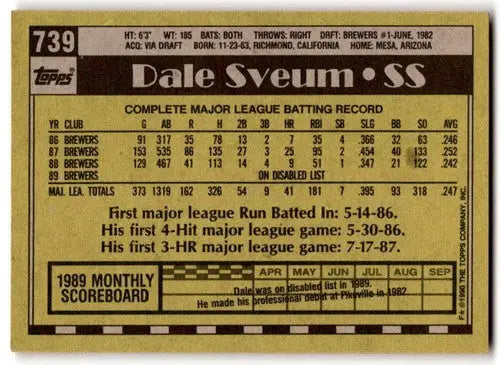 739
HT: 6'3" WT: 185 BATS: BOTH THROWS: RIGHT DRFT: BREWERS #1-JUNE, 1982
ACQ: VIA DRAFT BORN: 11-23-63, RICHMOND, CALIFORNIA HOME: MESA, ARIZONA
Topps Dale Sveum • SS
COMPLETE MAJOR LEAGUE BATTING RECORD
YR CLUB G AB R H 2B 3B HR RBI SB SLG BB SO AVG
86 BREWERS 91 317 35 78 13 2 7 35 4 .366 32 63 .246
87 BREWERS 153 535 86 135 27 3 25 95 2 .454 40 133 .252
88 BREWERS 129 467 41 113 14 4 9 51 1 .347 21 122 .242
89 BREWERS ON DISABLED LIST
MAJ. LEA. TOTALS 373 1319 162 326 54 9 41 181 7 .395 93 318 .247
First major league Run Batted In: 5-14-86.
His first 4-Hit major league game: 5-30-86.
His first 3-HR major league game: 7-17-87.
1989 MONTHLY
SCOREBOARD
APR MAY JUN JUL AUG SEP
Dale was on disabled list in 1989.
He made his professional debut at Pikeville in 1982
F* ©1990 THE TOPPS COMPANY, INC.